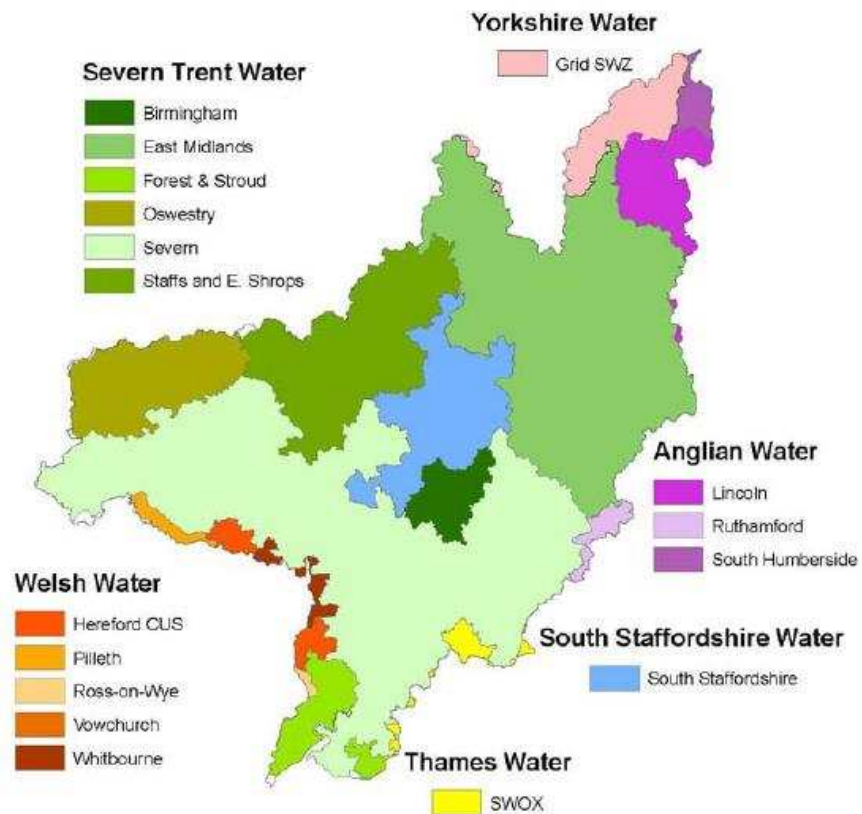 Yorkshire Water
Grid SWZ
Severn Trent Water
Birmingham
East Midlands
Forest & Stroud
Oswestry
Severn
Staffs and E. Shrops
Anglian Water
Lincoln
Ruthamford
South Humberside
Welsh Water
Hereford CUS
Pilleth
Ross-on-Wye
Vowchurch
Whitbourne
South Staffordshire Water
South Staffordshire
Thames Water
SWOX